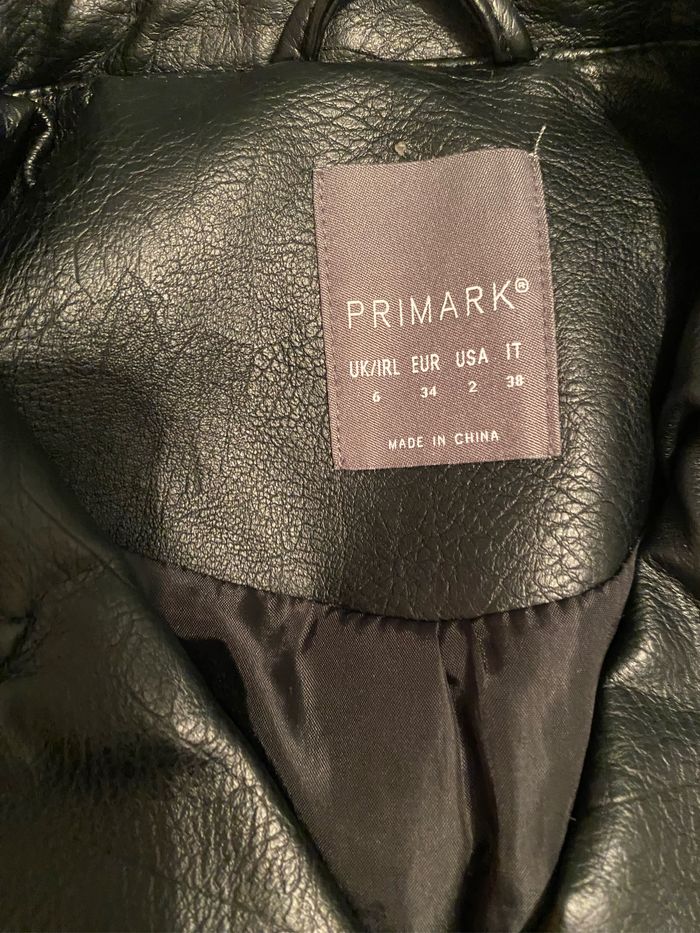 PRIMARK®
UK/IRL EUR USA IT
6 34 2 38
MADE IN CHINA